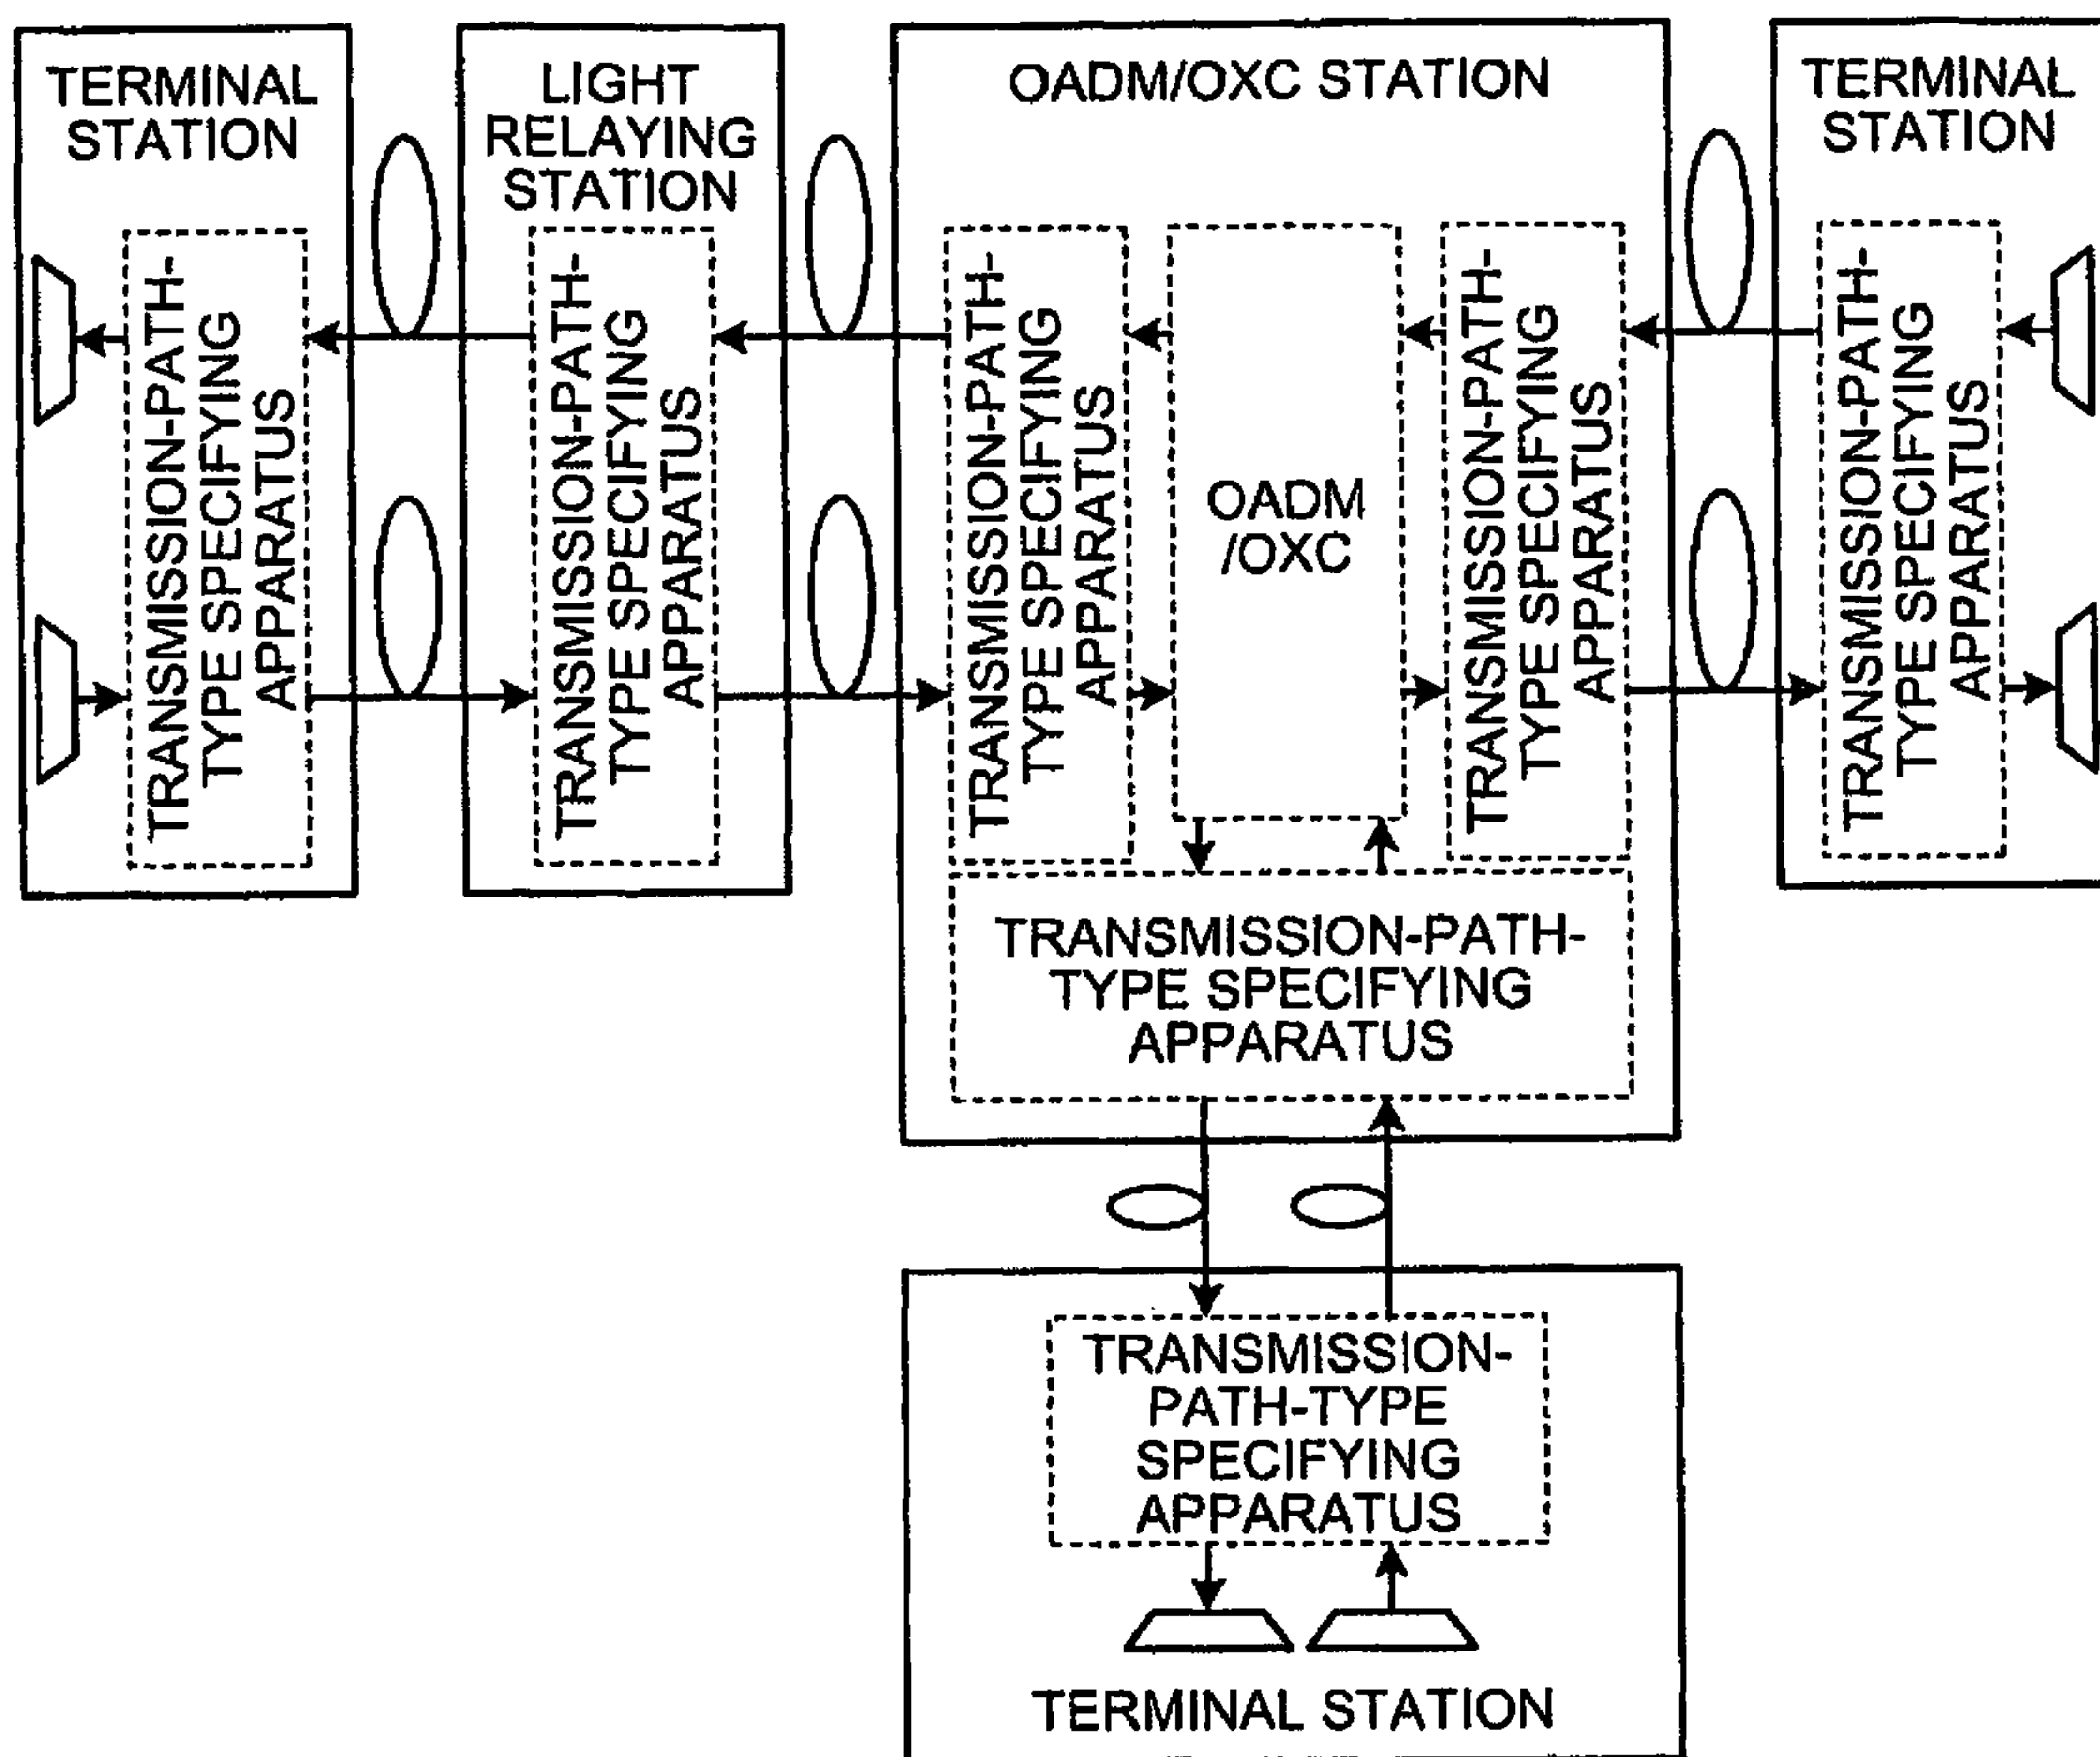 TERMINAL
STATION
TRANSMISSION-PATH-
TYPE SPECIFYING
APPARATUS
LIGHT
RELAYING
STATION
TRANSMISSION-PATH-
TYPE SPECIFYING
APPARATUS
OADM/OXC STATION
TRANSMISSION-PATH-
TYPE SPECIFYING
APPARATUS
OADM
/OXC
TRANSMISSION-PATH-
TYPE SPECIFYING
APPARATUS
TRANSMISSION-PATH-
TYPE SPECIFYING
APPARATUS
TERMINAL
STATION
TRANSMISSION-PATH-
TYPE SPECIFYING
APPARATUS
TRANSMISSION-
PATH-TYPE
SPECIFYING
APPARATUS
TERMINAL STATION